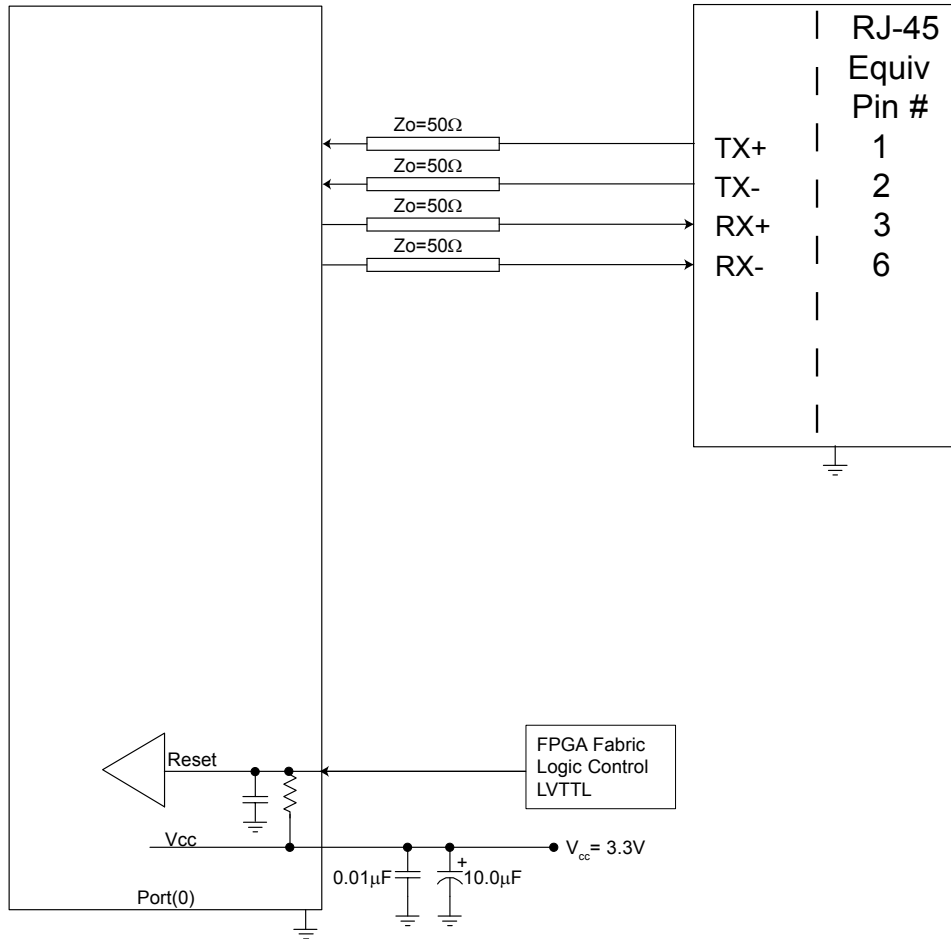 RJ-45
Equiv
Pin #
Zo=50Ω
TX+ 1
Zo=50Ω
TX- 2
Zo=50Ω
RX+ 3
Zo=50Ω
RX- 6
FPGA Fabric
Logic Control
LVTTL
Reset
Vcc
Vcc= 3.3V
0.01µF
+
10.0µF
Port(0)